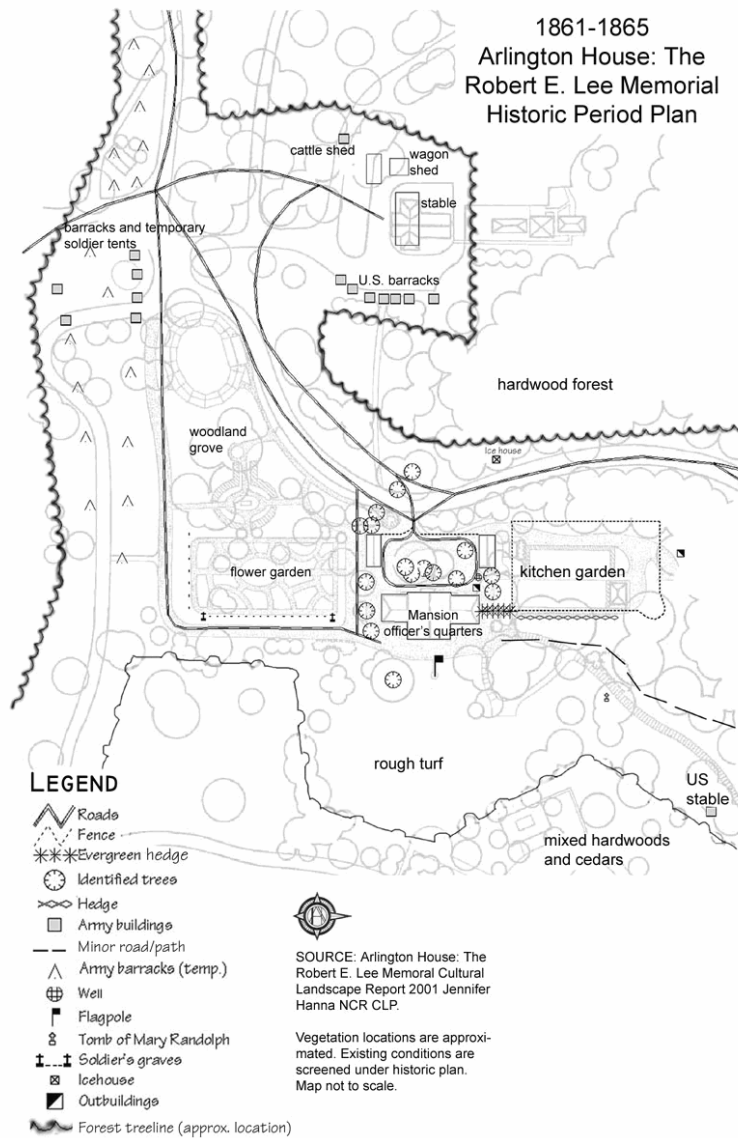 1861-1865
Arlington House: The
Robert E. Lee Memorial
Historic Period Plan
cattle shed
wagon
shed
stable
barracks and temporary
soldier tents
U.S. barracks
hardwood forest
woodland
grove
Ice house
flower garden
kitchen garden
Mansion
officer's quarters
rough turf
US
stable
mixed hardwoods
and cedars
LEGEND
Roads
Fence
Evergreen hedge
Identified trees
Hedge
Army buildings
Minor road/path
Army barracks (temp.)
Well
Flagpole
Tomb of Mary Randolph
Soldier's graves
Icehouse
Outbuildings
Forest treeline (approx. location)
SOURCE: Arlington House: The
Robert E. Lee Memoral Cultural
Landscape Report 2001 Jennifer
Hanna NCR CLP.
Vegetation locations are approxi-
mated. Existing conditions are
screened under historic plan.
Map not to scale.